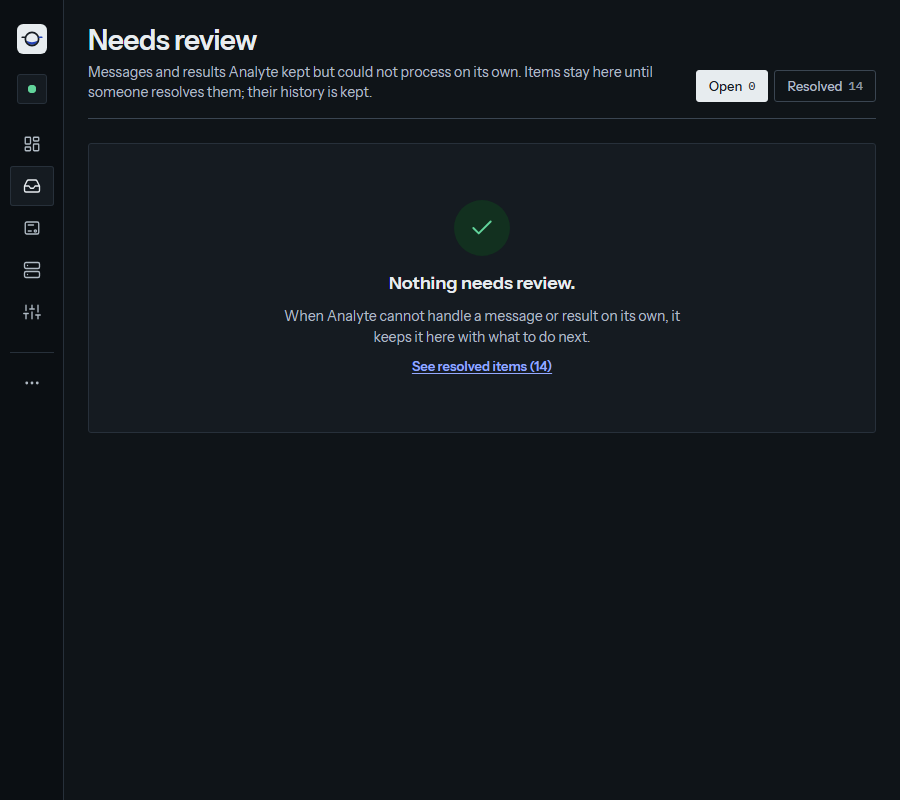 Needs review
Messages and results Analyte kept but could not process on its own. Items stay here until
someone resolves them; their history is kept.
Open 0
Resolved 14
Nothing needs review.
When Analyte cannot handle a message or result on its own, it
keeps it here with what to do next.
See resolved items (14)